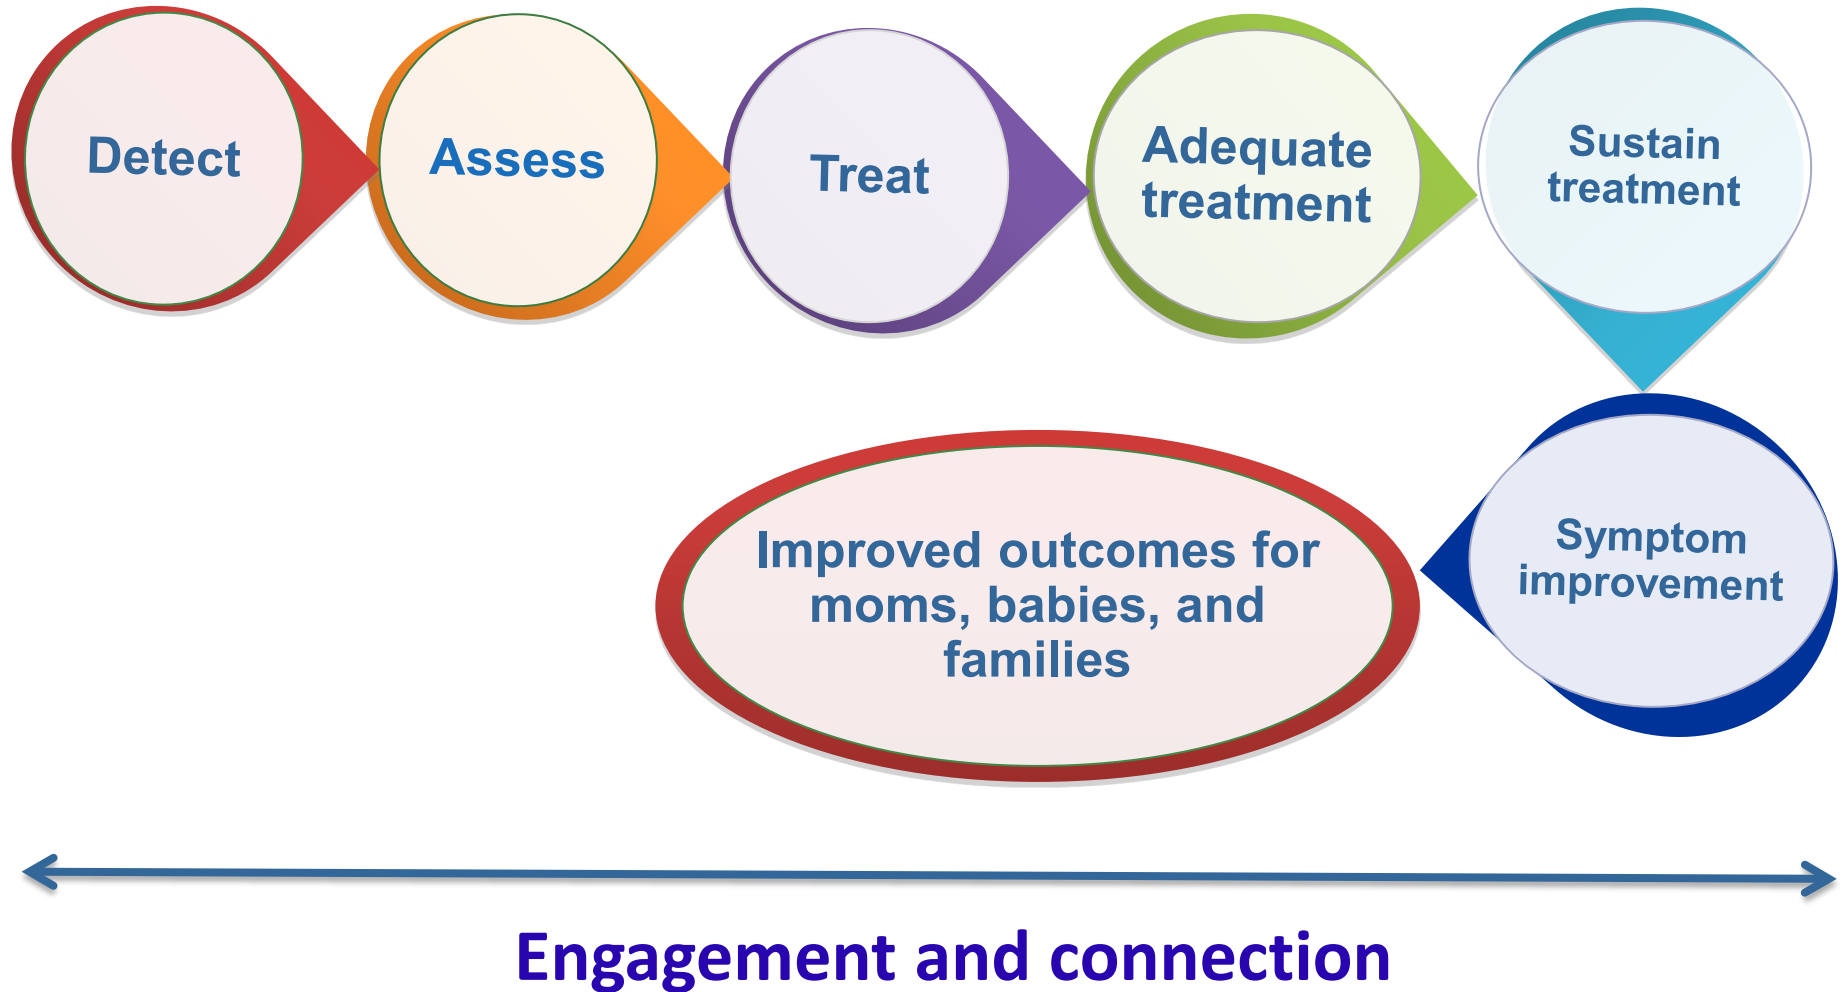 Detect
Assess
Treat
Adequate
treatment
Sustain
treatment
Symptom
improvement
Improved outcomes for
moms, babies, and
families
Engagement and connection